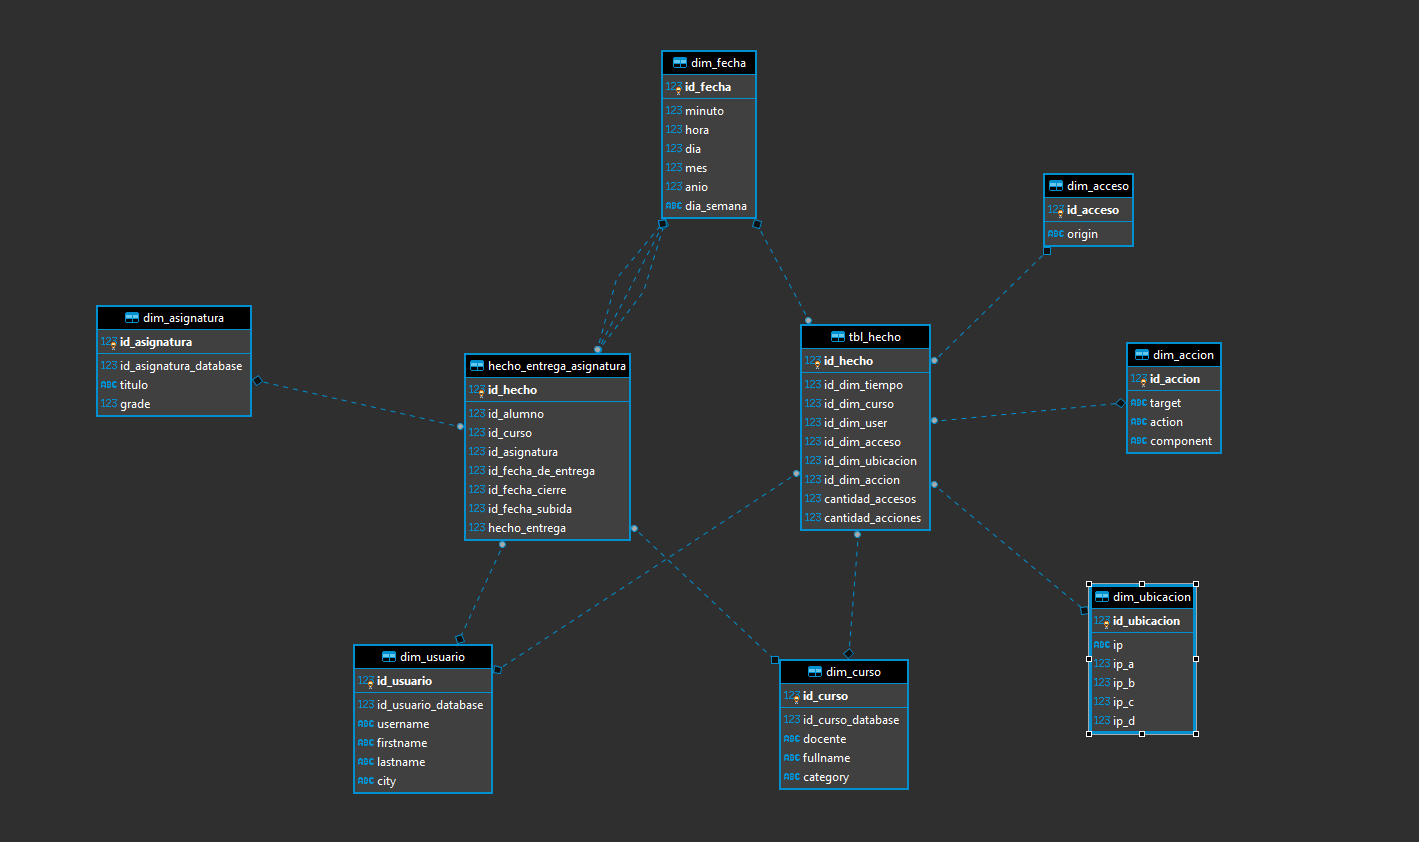 dim_fecha
123 id_fecha
123 minuto
123 hora
123 dia
123 mes
123 anio
ABC dia_semana
dim_acceso
123 id_acceso
ABC origin
dim_asignatura
123 id_asignatura
123 id_asignatura_database
ABC titulo
123 grade
hecho_entrega_asignatura
123 id_hecho
123 id_alumno
123 id_curso
123 id_asignatura
123 id_fecha_de_entrega
123 id_fecha_cierre
123 id_fecha_subida
123 hecho_entrega
tbl_hecho
123 id_hecho
123 id_dim_tiempo
123 id_dim_curso
123 id_dim_user
123 id_dim_acceso
123 id_dim_ubicacion
123 id_dim_accion
123 cantidad_accesos
123 cantidad_acciones
dim_accion
123 id_accion
ABC target
ABC action
ABC component
dim_ubicacion
123 id_ubicacion
ABC ip
123 ip_a
123 ip_b
123 ip_c
123 ip_d
dim_usuario
123 id_usuario
123 id_usuario_database
ABC username
ABC firstname
ABC lastname
ABC city
dim_curso
123 id_curso
123 id_curso_database
ABC docente
ABC fullname
ABC category